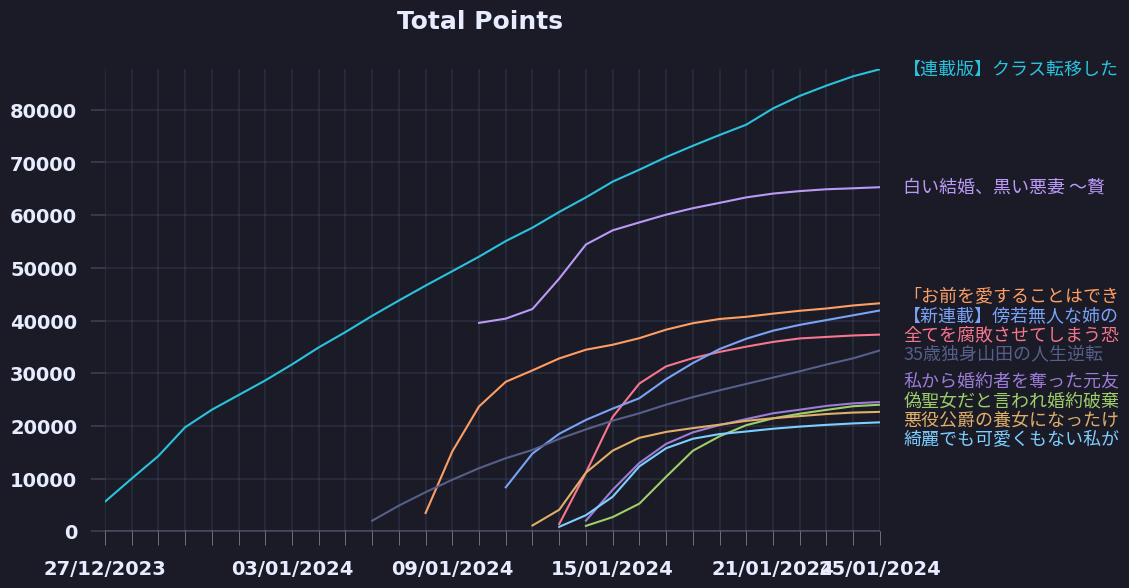 Total Points
80000
70000
60000
50000
40000
30000
20000
10000
0
27/12/2023
03/01/2024
09/01/2024
15/01/2024
21/01/2024
25/01/2024
【連載版】クラス転移した
白い結婚、黒い悪妻 〜贅
「お前を愛することはでき
【新連載】傍若無人な姉の
全てを腐敗させてしまう恐
35歳独身山田の人生逆転
私から婚約者を奪った元友
偽聖女だと言われ婚約破棄
悪役公爵の養女になったけ
綺麗でも可愛くもない私が